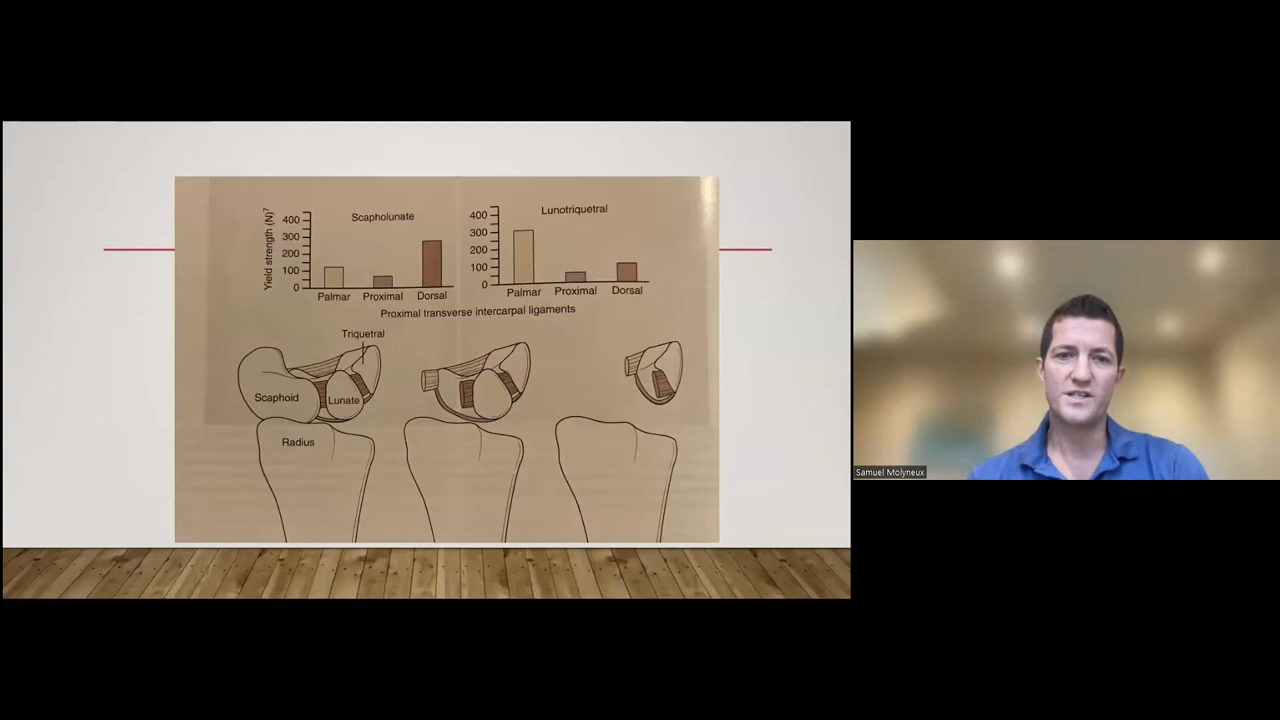 Yield strength (N)7
400
300
200
100
0
Scapholunate
Palmar Proximal Dorsal
400
300
200
100
0
Lunotriquetral
Palmar Proximal Dorsal
Proximal transverse intercarpal ligaments
Triquetral
Scaphoid
Lunate
Radius
Samuel Molyneux